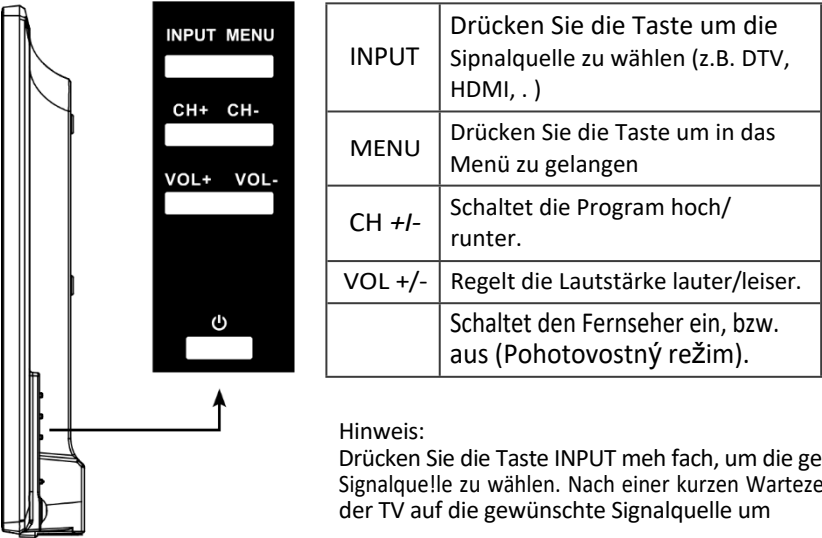 INPUT MENU
CH+ CH-
VOL+ VOL-
INPUT
Drücken Sie die Taste um die
Sipnalquelle zu wählen (z.B. DTV,
HDMI, . )
MENU
Drücken Sie die Taste um in das
Menü zu gelangen
CH +/-
Schaltet die Program hoch/
runter.
VOL +/-
Regelt die Lautstärke lauter/leiser.
Schaltet den Fernseher ein, bzw.
aus (Pohotovostný režim).
Hinweis:
Drücken Sie die Taste INPUT meh fach, um die ge
Signalque!le zu wählen. Nach einer kurzen Warteze
der TV auf die gewünschte Signalquelle um